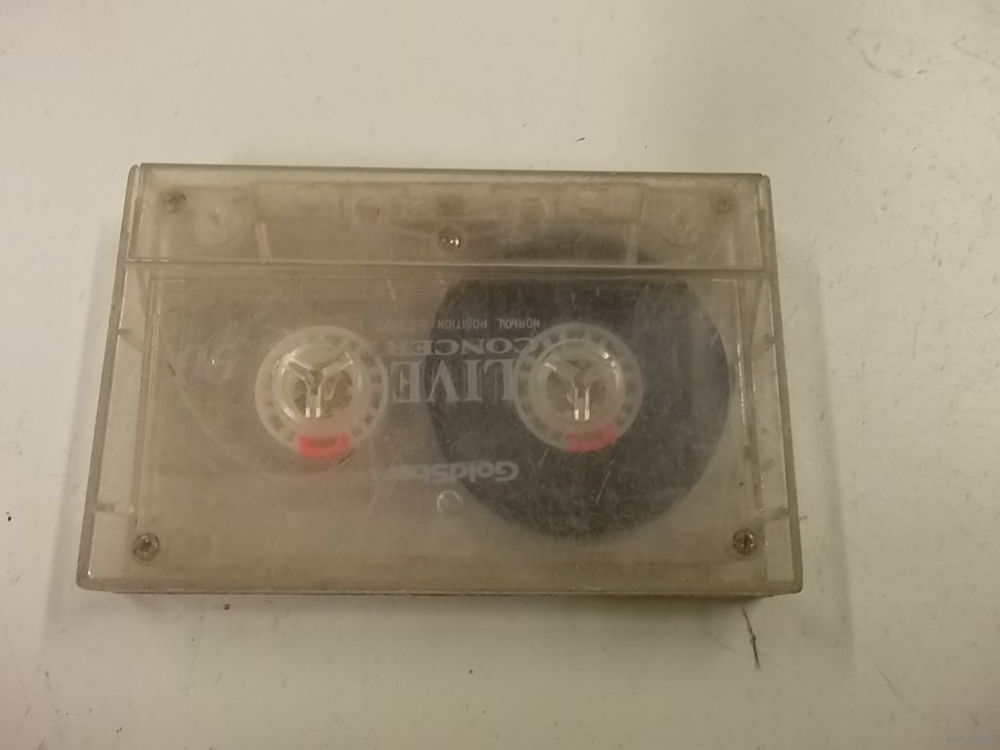 GoldStar
LIVE
CONCER
NORMAL POSITION